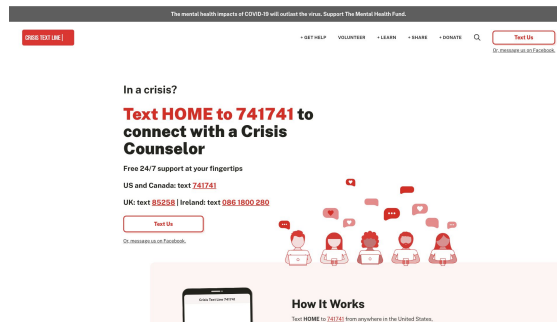 The mental health impacts of COVID-19 will outlast the virus. Support The Mental Health Fund.
CRISIS TEXT LINE |
+ GET HELP VOLUNTEER + LEARN + SHARE + DONATE Text Us
Or, message us on Facebook.
In a crisis?
Text HOME to 741741 to
connect with a Crisis
Counselor
Free 24/7 support at your fingertips
US and Canada: text 741741
UK: text 85258 | Ireland: text 086 1800 280
Text Us
Or, message us on Facebook.
Crisis Text Line 741741
How It Works
Text HOME to 741741 from anywhere in the United States,